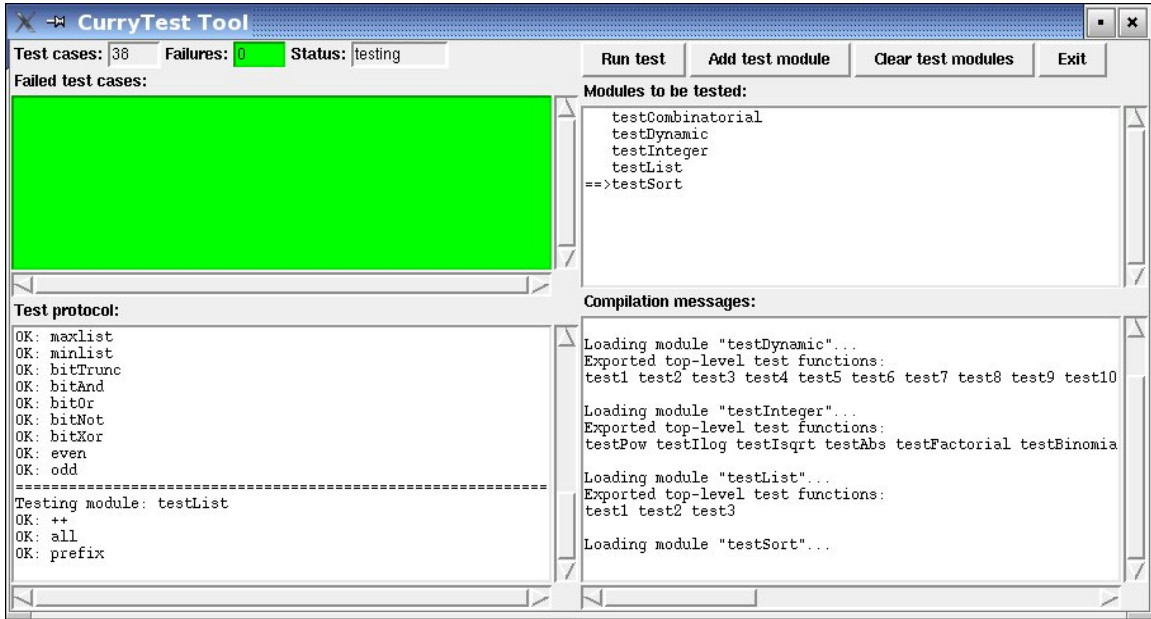 CurryTest Tool
Test cases: 38 Failures: 0 Status: testing
Run test Add test module Clear test modules Exit
Failed test cases:
Modules to be tested:
testCombinatorial
testDynamic
testInteger
testList
==>testSort
Test protocol:
OK: maxlist
OK: minlist
OK: bitTrunc
OK: bitAnd
OK: bitOr
OK: bitNot
OK: bitXor
OK: even
OK: odd
================================================================
Testing module: testList
OK: ++
OK: all
OK: prefix
Compilation messages:
Loading module "testDynamic"...
Exported top-level test functions:
test1 test2 test3 test4 test5 test6 test7 test8 test9 test10
Loading module "testInteger"...
Exported top-level test functions:
testPow testIlog testIsqrt testAbs testFactorial testBinomia
Loading module "testList"...
Exported top-level test functions:
test1 test2 test3
Loading module "testSort"...